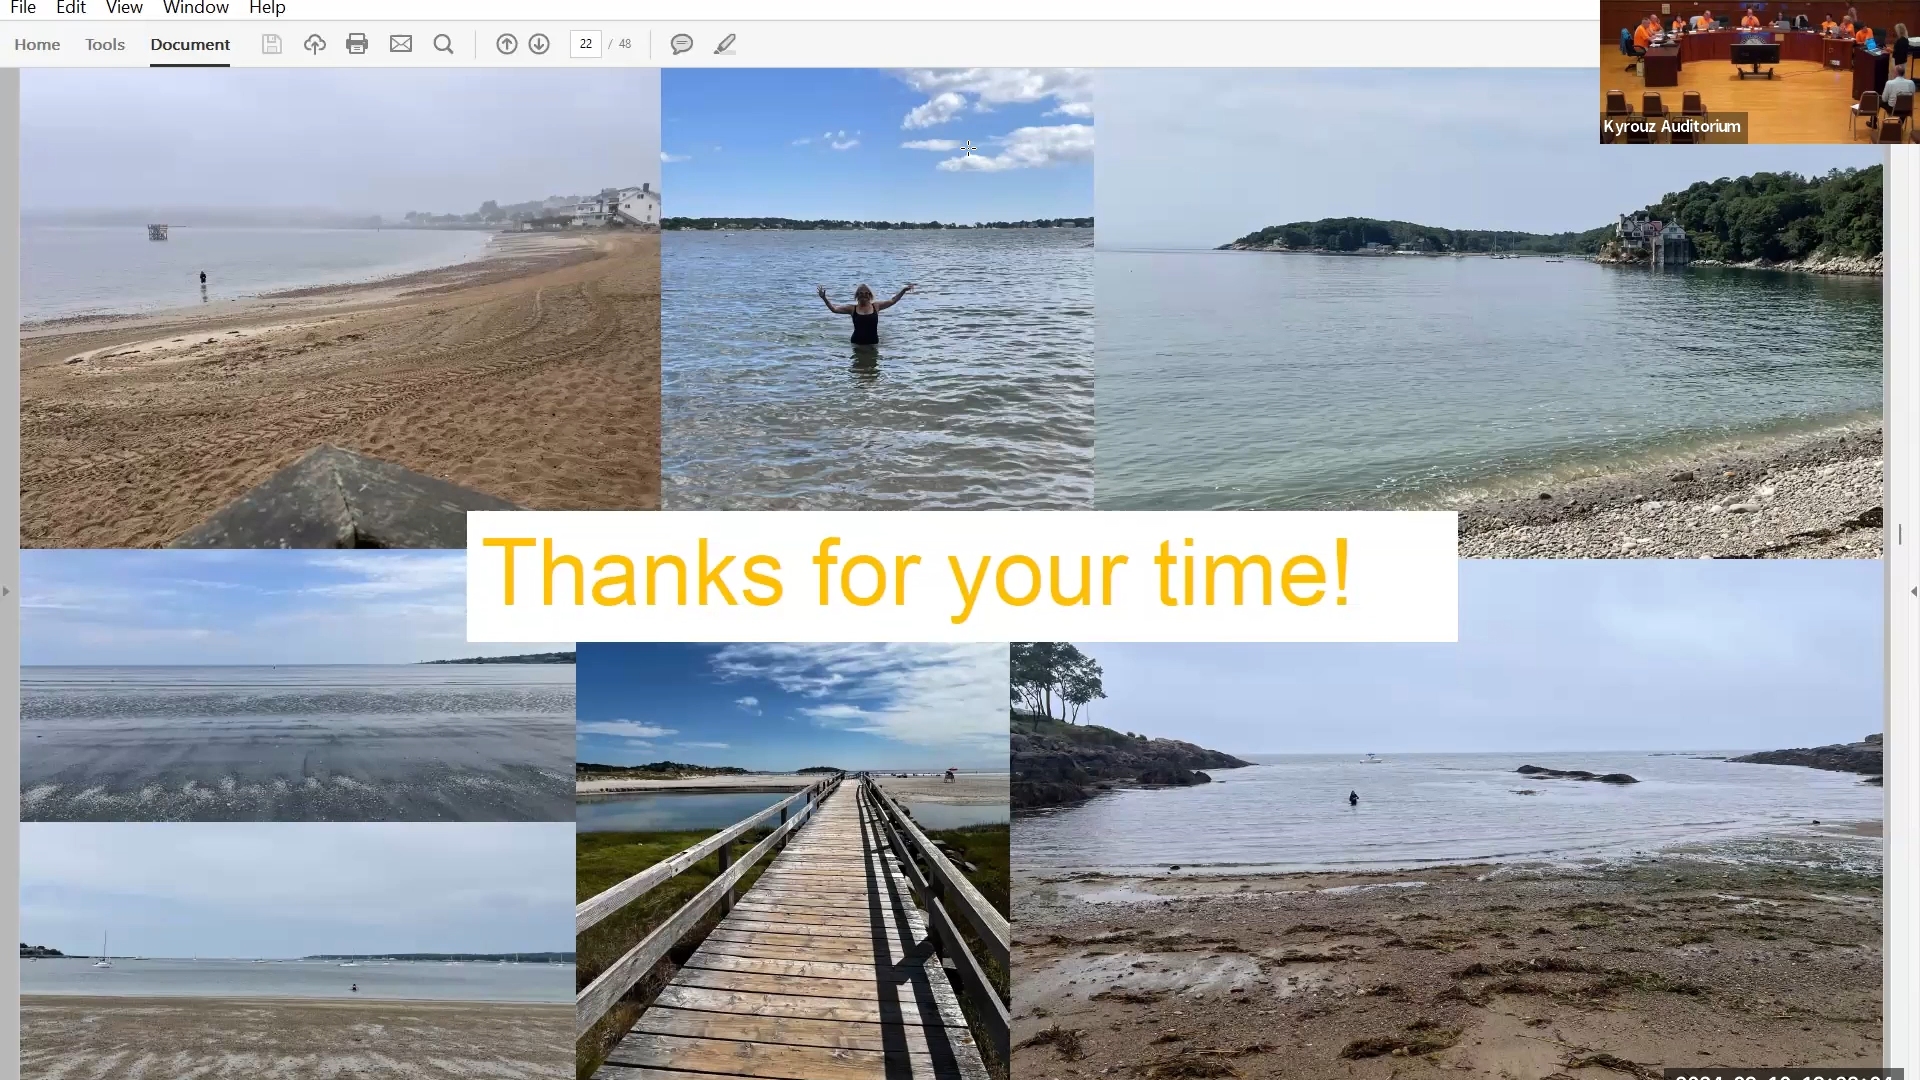 File Edit View Window Help
Home Tools Document 22 / 48
Kyrouz Auditorium
Thanks for your time!